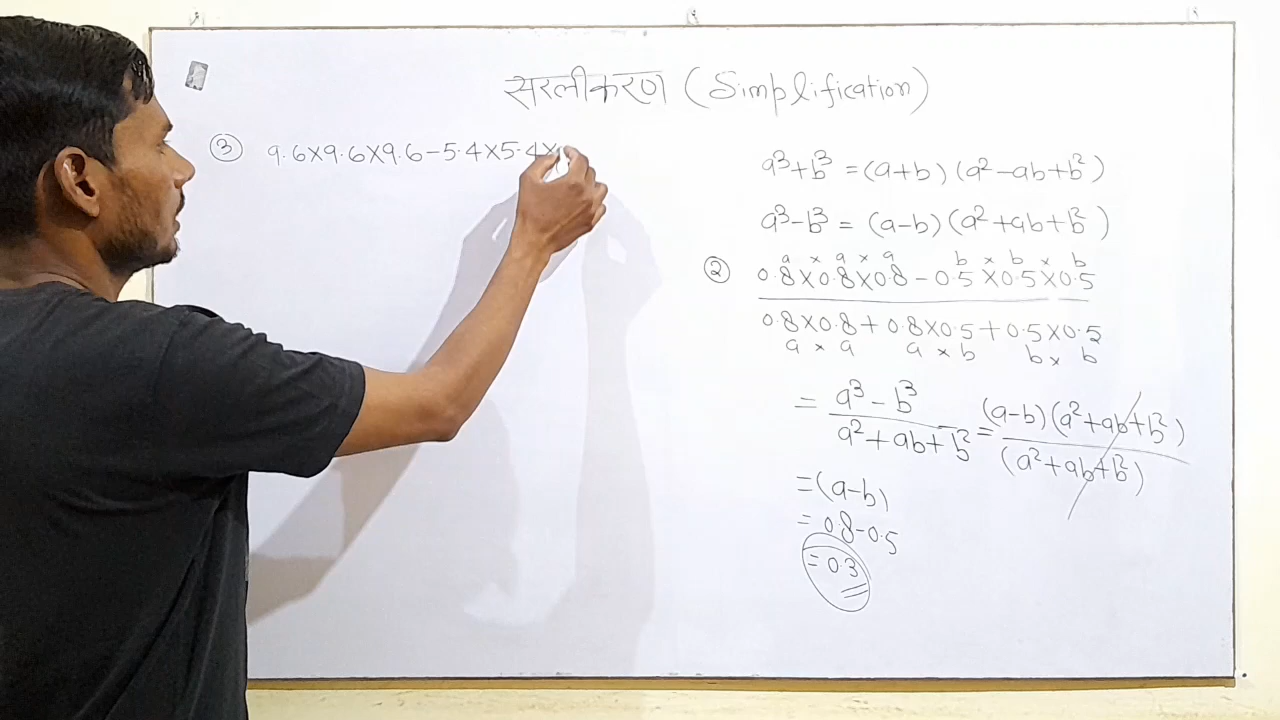 सरलीकरण (Simplification)
③ 9.6×9.6×9.6-5.4×5.4×
a³+b³ = (a+b) (a²-ab+b²)
a³-b³ = (a-b) (a²+ab+b²)
a × a × a b × b × b
② 0.8×0.8×0.8 - 0.5×0.5×0.5
0.8×0.8+ 0.8×0.5+0.5×0.5
a × a a × b b × b
= a³-b³ / a²+ab+b² = (a-b)(a²+ab+b²) / (a²+ab+b²)
=(a-b)
= 0.8-0.5
= 0.3